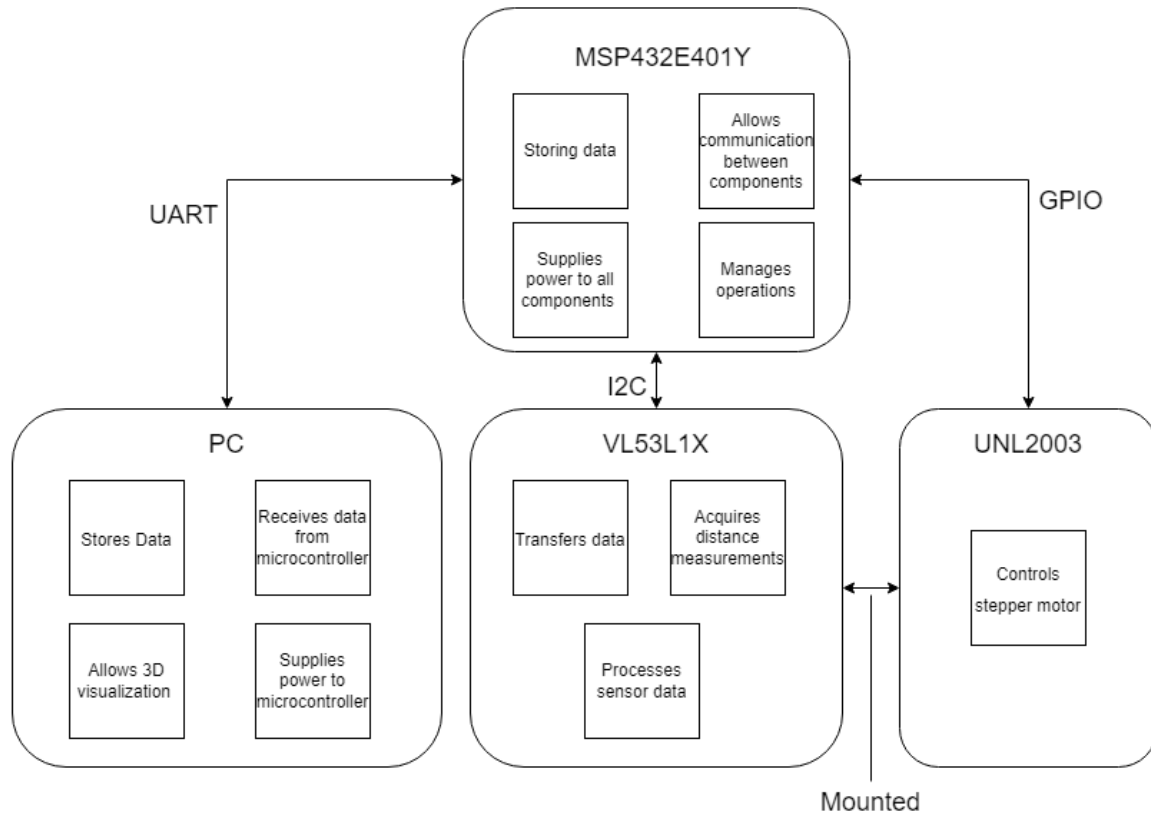 MSP432E401Y
Storing data
Allows
communication
between
components
Supplies
power to all
components
Manages
operations
UART
GPIO
I2C
PC
Stores Data
Receives data
from
microcontroller
Allows 3D
visualization
Supplies
power to
microcontroller
VL53L1X
Transfers data
Acquires
distance
measurements
Processes
sensor data
UNL2003
Controls
stepper motor
Mounted